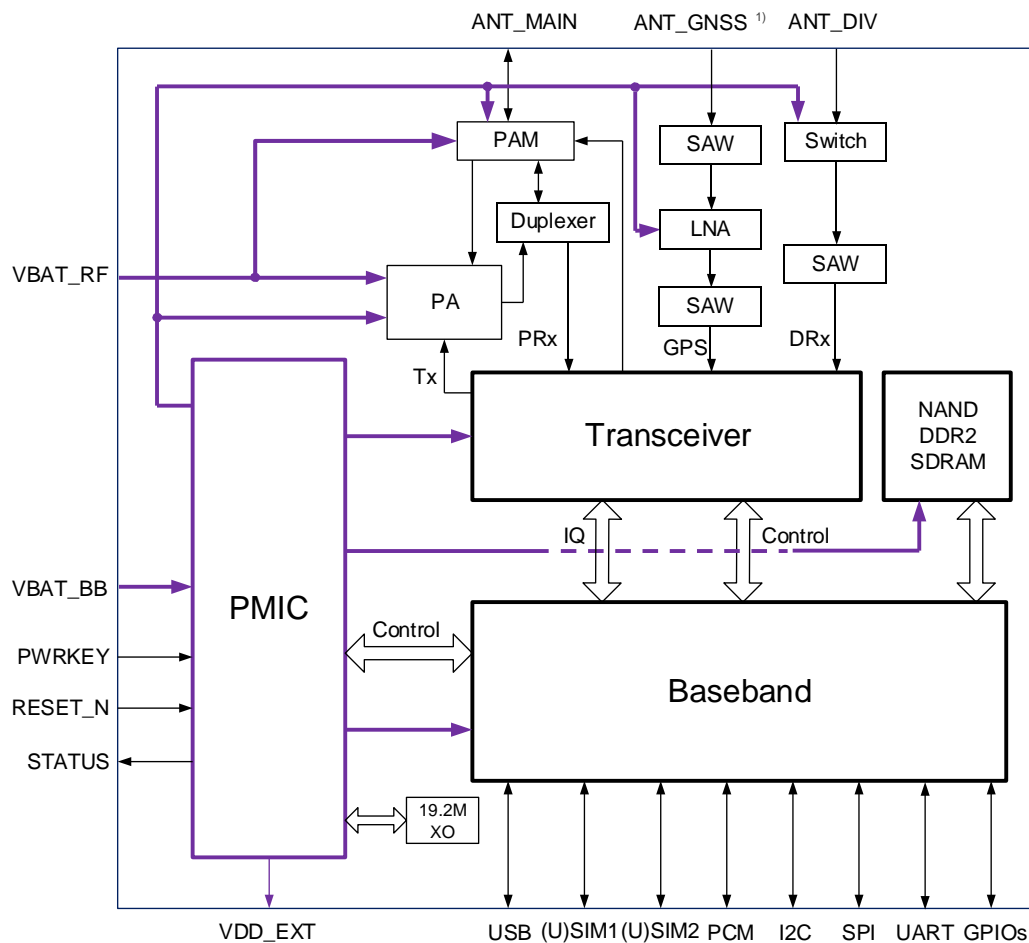 ANT_MAIN
ANT_GNSS 1)
ANT_DIV
PAM
SAW
Switch
Duplexer
LNA
VBAT_RF
PA
SAW
SAW
PRx
GPS
DRx
Tx
Transceiver
NAND
DDR2
SDRAM
IQ
Control
VBAT_BB
PMIC
Control
PWRKEY
Baseband
RESET_N
STATUS
19.2M
XO
VDD_EXT
USB
(U)SIM1
(U)SIM2
PCM
I2C
SPI
UART
GPIOs